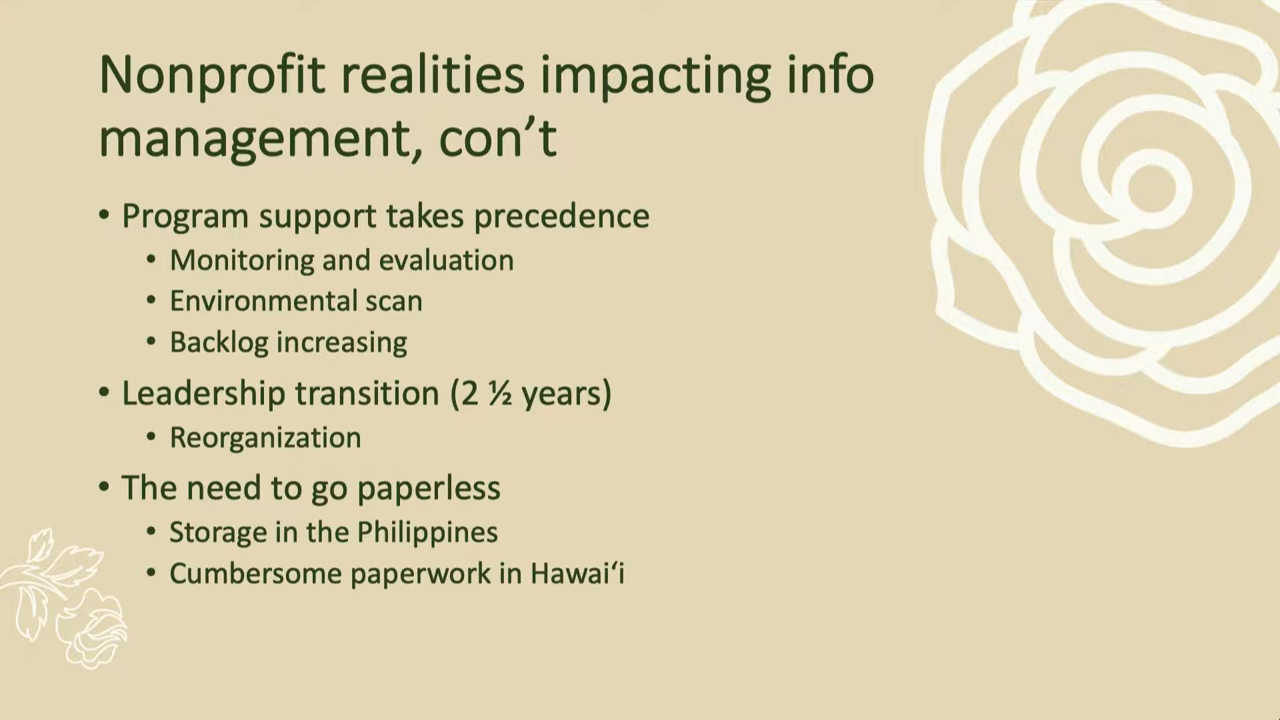 Nonprofit realities impacting info
management, con’t
• Program support takes precedence
• Monitoring and evaluation
• Environmental scan
• Backlog increasing
• Leadership transition (2 ½ years)
• Reorganization
• The need to go paperless
• Storage in the Philippines
• Cumbersome paperwork in Hawai‘i